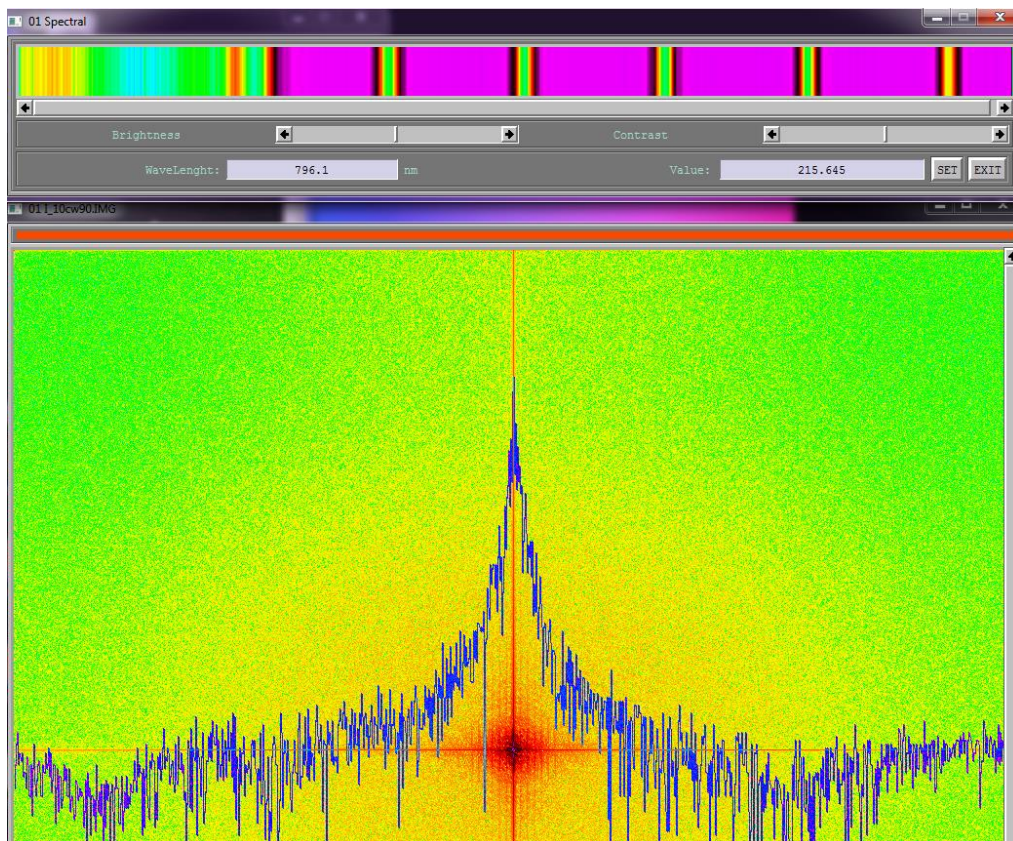 01 Spectral
Brightness Contrast
WaveLenght: 796.1 nm Value: 215.645 SET EXIT
01 I_10cw90.IMG